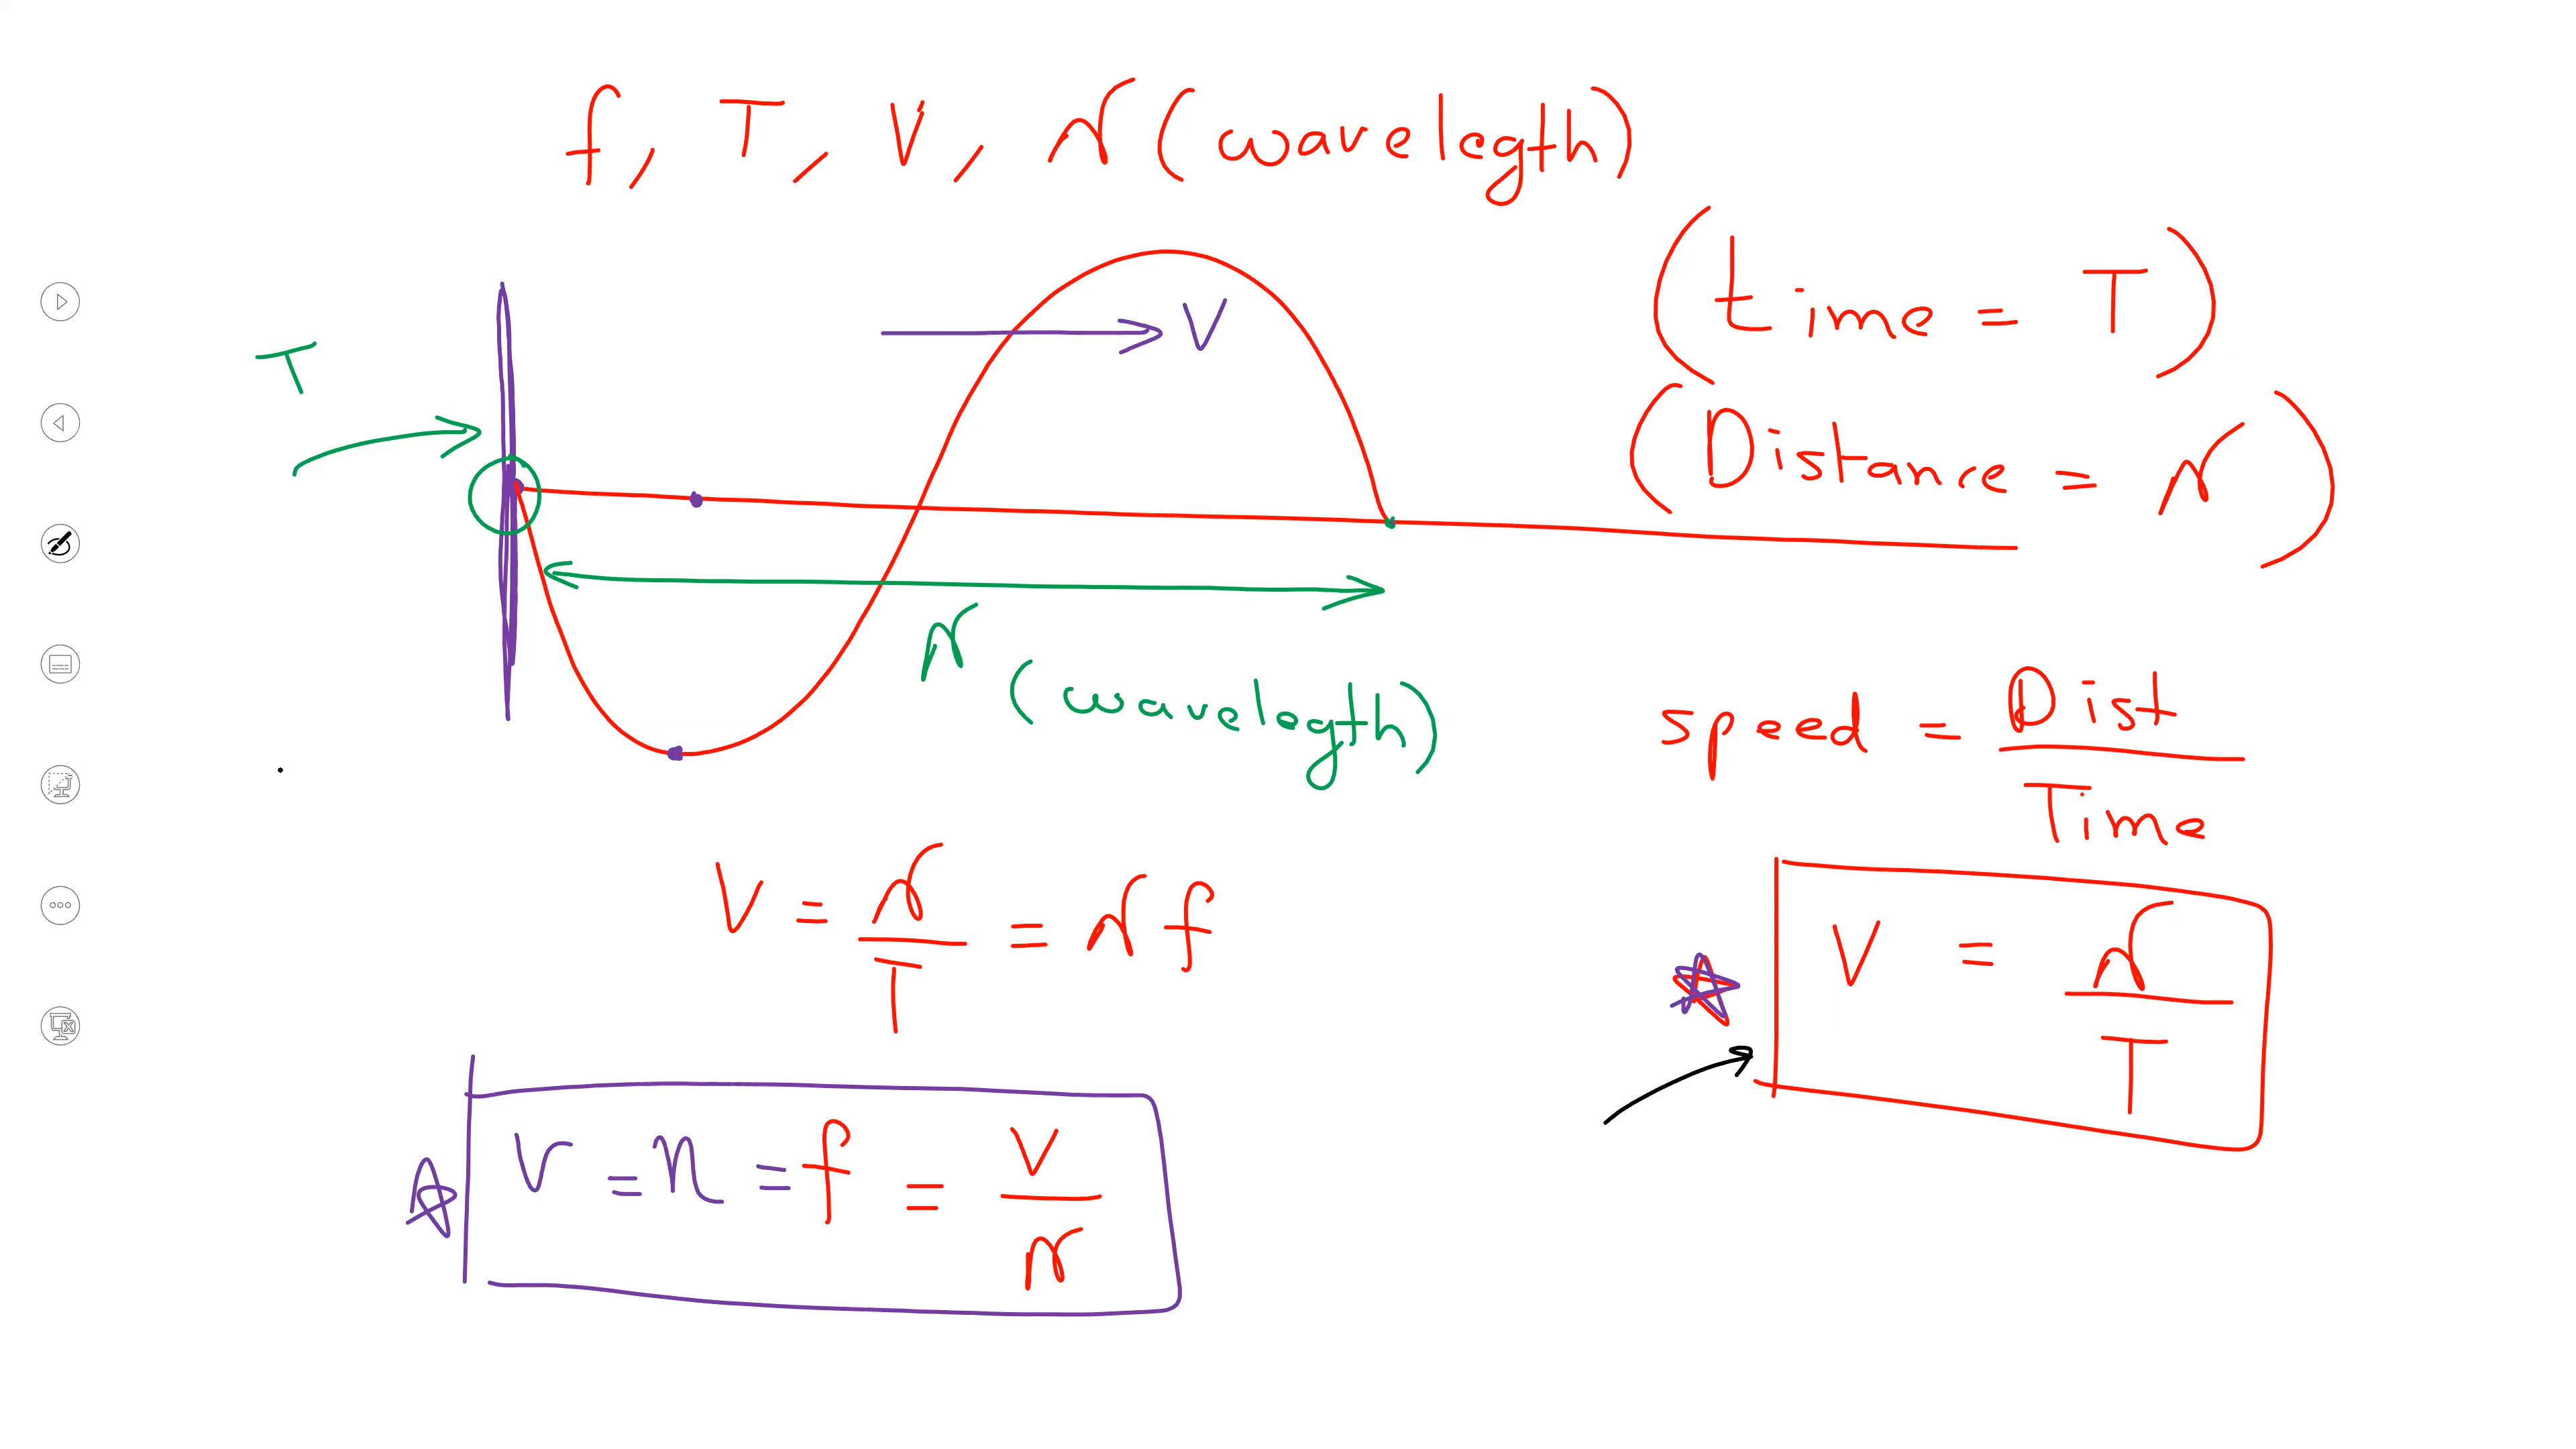 f, T, V, λ (wavelegth)
(time = T)
V
T
(Distance = λ)
λ
(wavelegth)
speed = Dist / Time
V = λ / T = λ f
V = λ / T
ν = n = f = V / λ